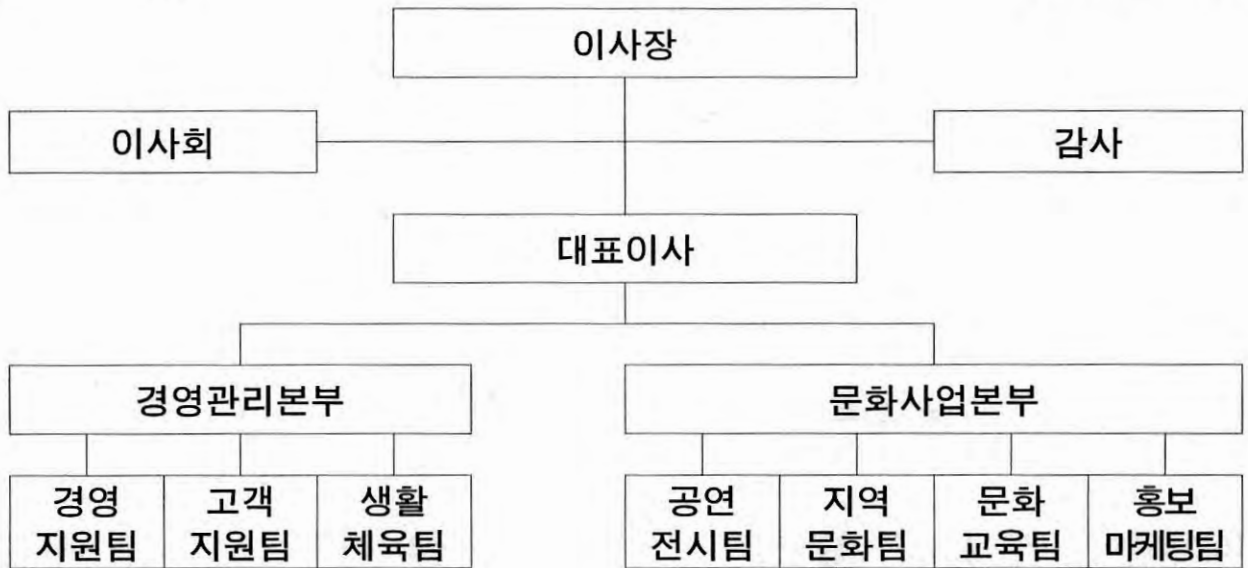 이사장
이사회
감사
대표이사
경영관리본부
문화사업본부
경영
지원팀
고객
지원팀
생활
체육팀
공연
전시팀
지역
문화팀
문화
교육팀
홍보
마케팅팀